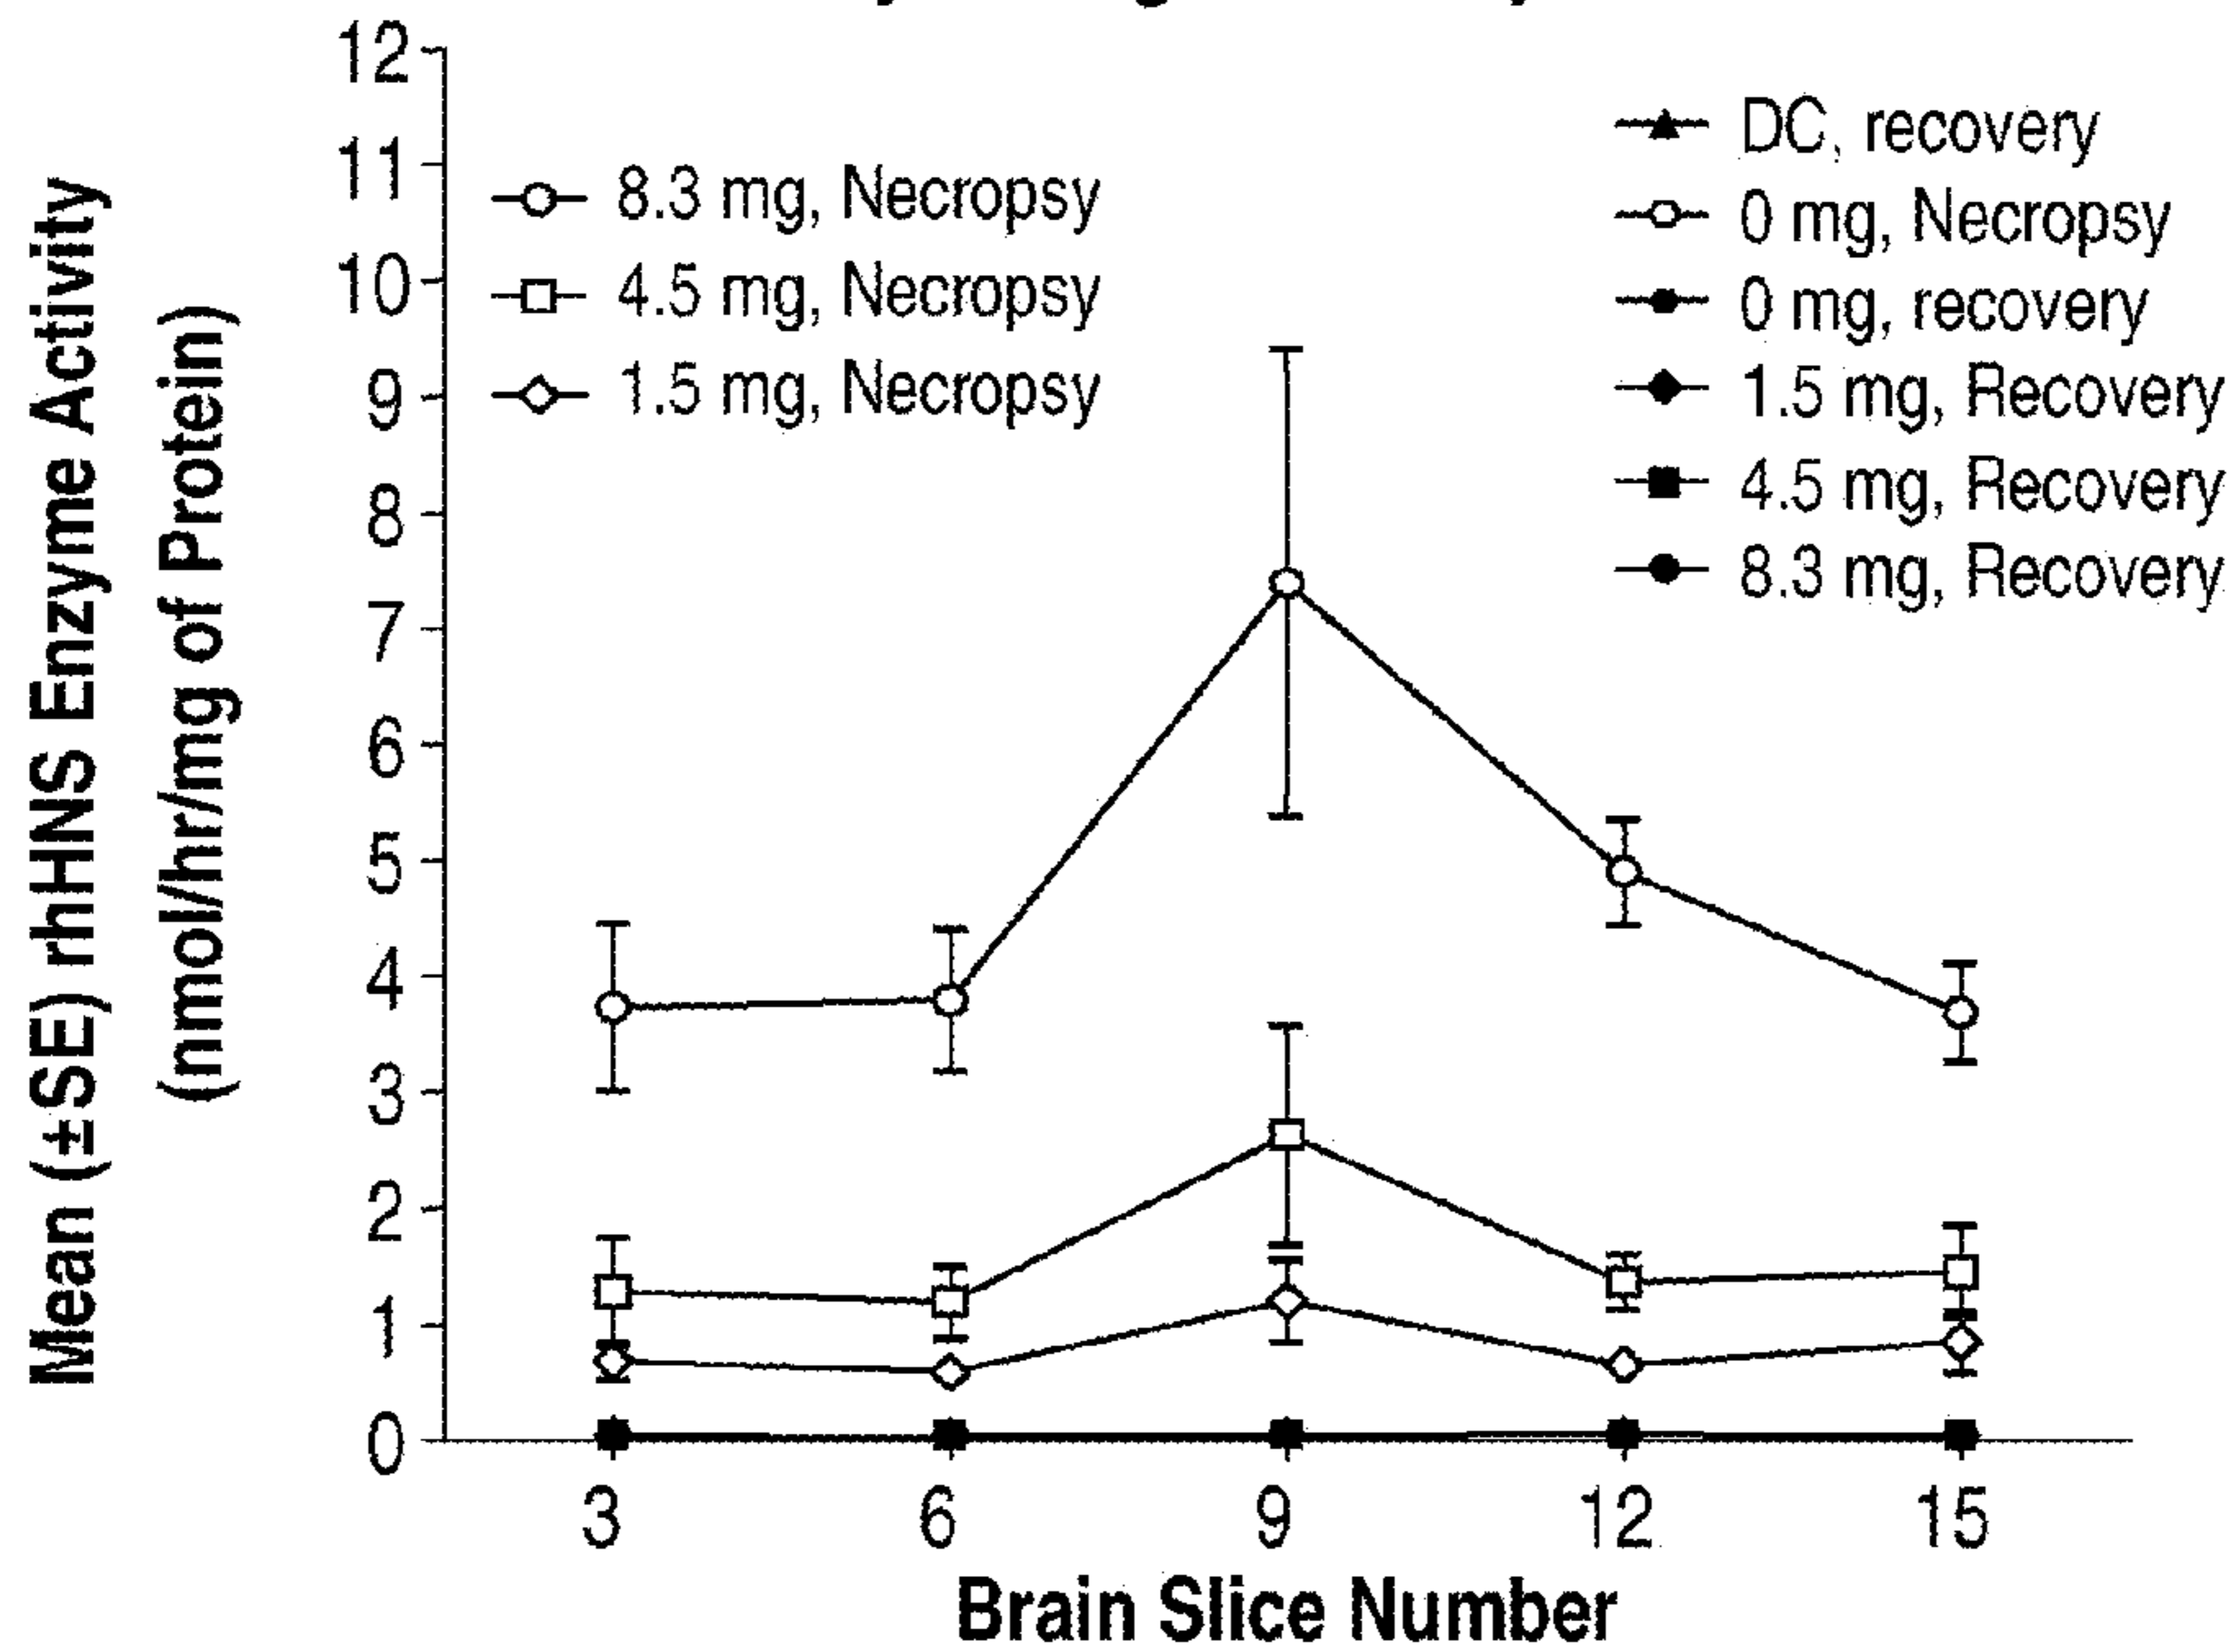 Mean (±SE) rhHNS Enzyme Activity
(nmol/hr/mg of Protein)
12
11
10
9
8
7
6
5
4
3
2
1
0
8.3 mg, Necropsy
4.5 mg, Necropsy
1.5 mg, Necropsy
DC, recovery
0 mg, Necropsy
0 mg, recovery
1.5 mg, Recovery
4.5 mg, Recovery
8.3 mg, Recovery
3 6 9 12 15
Brain Slice Number